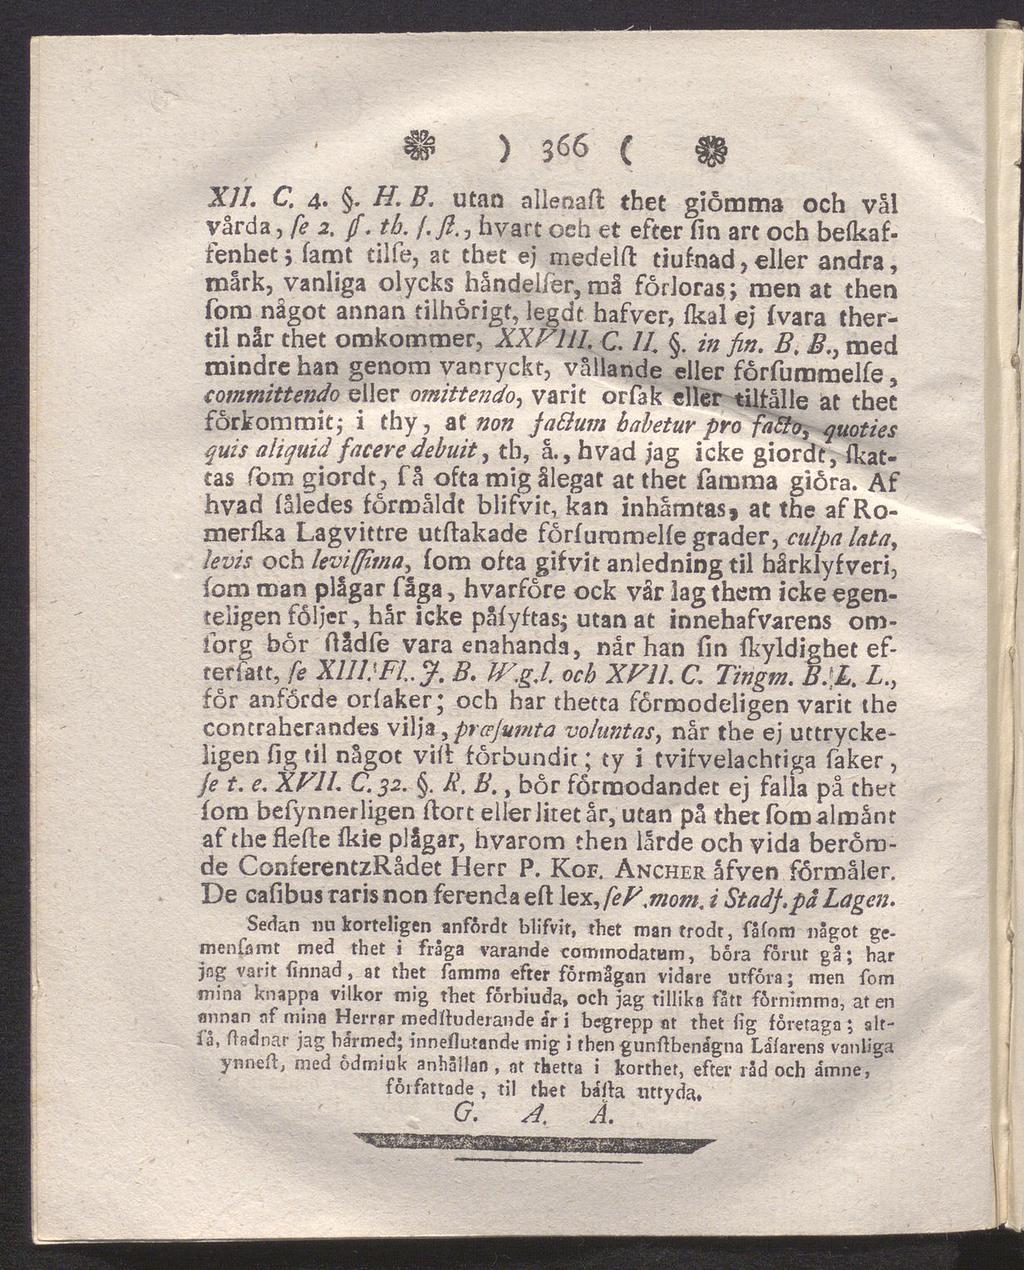 ) 366 (
XII. C. 4. §. H. B. utan allenaſt thet giömma och väl
vårda, ſe 2. ſſ. th. ſ. ſt., hvart och et efter ſin art och beſkaf-
fenhet; ſamt tilſe, at thet ej medelſt tiufnad, eller andra,
mårk, vanliga olycks håndelſer, må förloras; men at then
ſom något annan tilhörigt, legdt hafver, ſkal ej ſvara ther-
til når thet omkommer, XXVIII. C. II. §. in fin. B. B., med
mindre han genom vanryckt, vållande eller förſummelſe,
committendo eller omittendo, varit orſak eller tilfålle at thet
förkommit; i thy, at non factum habetur pro facto, quoties
quis aliquid facere debuit, th, å., hvad jag icke giordt, ſkat-
tas ſom giordt, ſå ofta mig ålegat at thet ſamma giöra. Af
hvad ſåledes förmåldt blifvit, kan inhåmtas, at the af Ro-
merſka Lagvittre utſtakade förſummelſe grader, culpa lata,
levis och leviſſima, ſom ofta gifvit anledning til hårklyfveri,
ſom man plågar ſåga, hvarföre ock vår lag them icke egen-
teligen följer, hår icke påſyftas; utan at innehafvarens om-
ſorg bör ſtådſe vara enahanda, når han ſin ſkyldighet ef-
terſatt, ſe XIII. Fl. J. B. W.g.l. och XVII. C. Tingm. B. L. L.,
för anförde orſaker; och har thetta förmodeligen varit the
contraherandes vilja, præſumta voluntas, når the ej uttrycke-
ligen ſig til något viſt förbundit; ty i tvifvelachtiga ſaker,
ſe t. e. XVII. C. 32. §. R. B., bör förmodandet ej falla på thet
ſom beſynnerligen ſtort eller litet år, utan på thet ſom almånt
af the fleſte ſkie plågar, hvarom then lårde och vida beröm-
de ConferentzRådet Herr P. Kof. Ancher åfven förmåler.
De caſibus raris non ferenda eſt lex, ſe V. mom. i Stadf. på Lagen.
Sedan nu korteligen anfördt blifvit, thet man trodt, ſåſom något ge-
menſamt med thet i fråga varande commodatum, böra förut gå; har
jag varit ſinnad, at thet ſamma efter förmågan vidare utföra; men ſom
mina knappa vilkor mig thet förbiuda, och jag tillika fått förnimma, at en
annan af mina Herrar medſtuderande år i begrepp at thet ſig företaga; alt-
ſå, ſtadnar jag hårmed; inneſlutande mig i then gunſtbenågna Låſarens vanliga
ynneſt, med ödmiuk anhållan, at thetta i korthet, efter råd och åmne,
författade, til thet båſta uttyda.
G. A. Å.